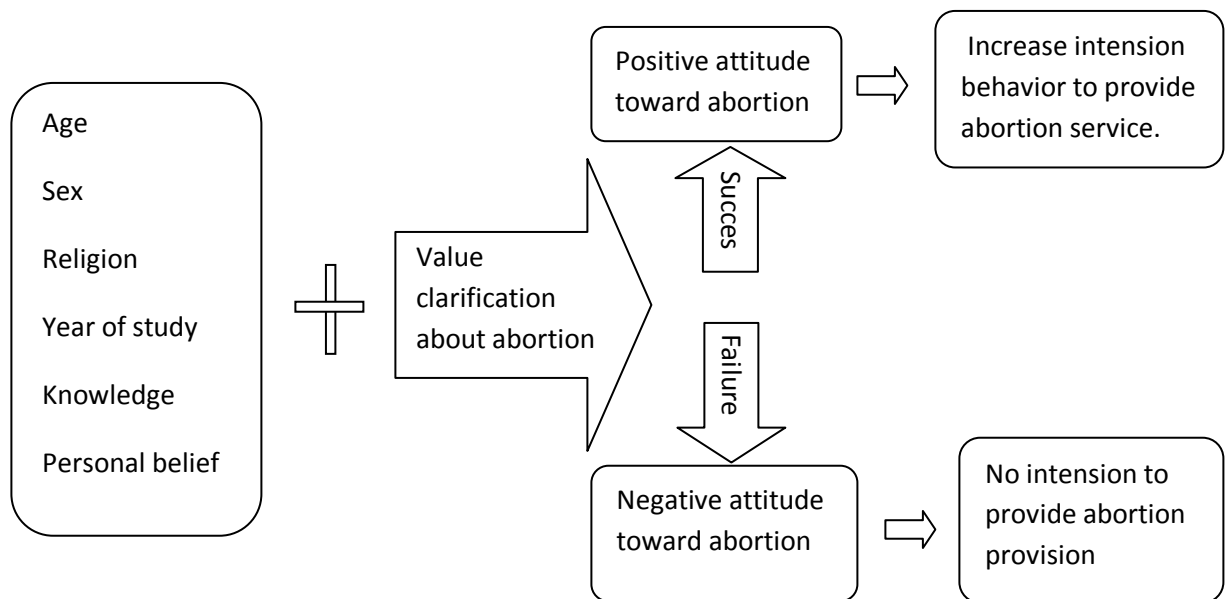 Age
Sex
Religion
Year of study
Knowledge
Personal belief
Value
clarification
about abortion
Succes
Failure
Positive attitude
toward abortion
Increase intension
behavior to provide
abortion service.
Negative attitude
toward abortion
No intension to
provide abortion
provision